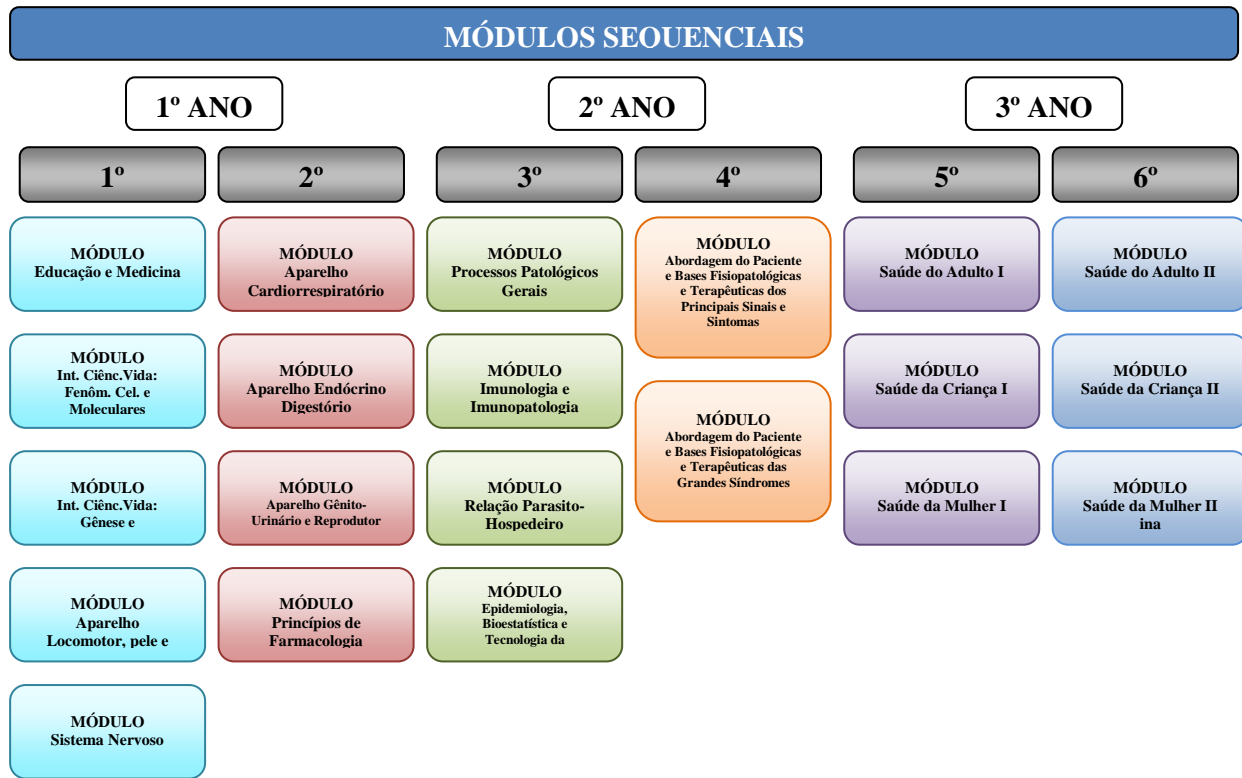 MÓDULOS SEQUENCIAIS
1º ANO
2º ANO
3º ANO
1º
2º
3º
4º
5º
6º
MÓDULO
Educação e Medicina
MÓDULO
Int. Ciênc.Vida:
Fenôm. Cel. e
Moleculares
MÓDULO
Int. Ciênc.Vida:
Gênese e
MÓDULO
Aparelho
Locomotor, pele e
MÓDULO
Sistema Nervoso
MÓDULO
Aparelho
Cardiorrespiratório
MÓDULO
Aparelho Endócrino
Digestório
MÓDULO
Aparelho Gênito-
Urinário e Reprodutor
MÓDULO
Princípios de
Farmacologia
MÓDULO
Processos Patológicos
Gerais
MÓDULO
Imunologia e
Imunopatologia
MÓDULO
Relação Parasito-
Hospedeiro
MÓDULO
Epidemiologia,
Bioestatística e
Tecnologia da
MÓDULO
Abordagem do Paciente
e Bases Fisiopatológicas
e Terapêuticas dos
Principais Sinais e
Sintomas
MÓDULO
Abordagem do Paciente
e Bases Fisiopatológicas
e Terapêuticas das
Grandes Síndromes
MÓDULO
Saúde do Adulto I
MÓDULO
Saúde da Criança I
MÓDULO
Saúde da Mulher I
MÓDULO
Saúde do Adulto II
MÓDULO
Saúde da Criança II
MÓDULO
Saúde da Mulher II
ina